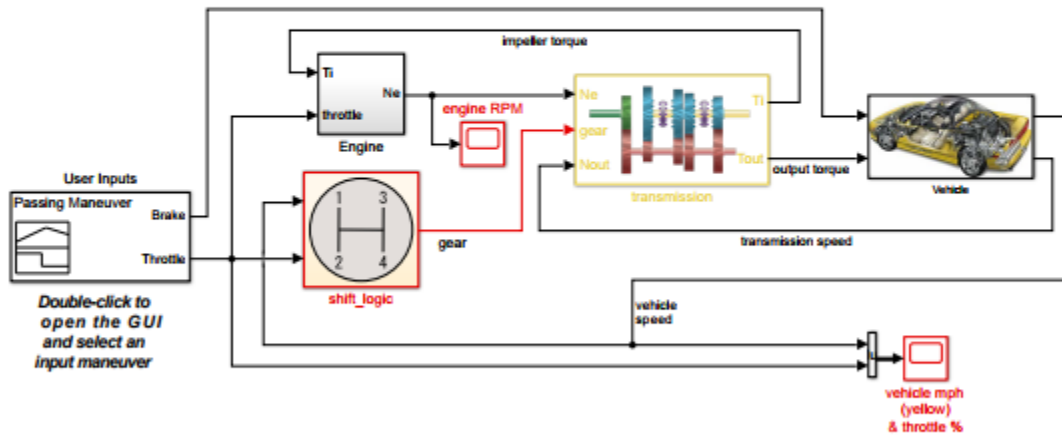 impeller torque
Ti
Ne
throttle
Engine
engine RPM
Ne
Ti
gear
Nout
Tout
transmission
output torque
Vehicle
User Inputs
Passing Maneuver
Brake
Throttle
1 3
2 4
shift_logic
gear
transmission speed
Double-click to
open the GUI
and select an
input maneuver
vehicle
speed
vehicle mph
(yellow)
& throttle %